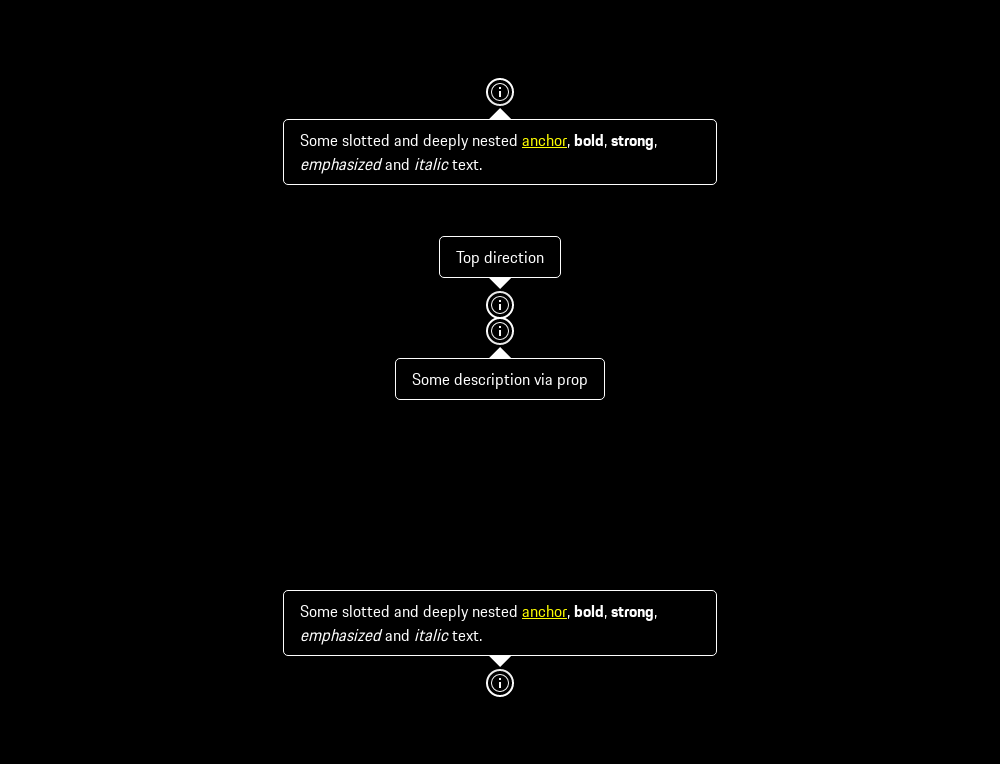 Some slotted and deeply nested anchor, bold, strong,
emphasized and italic text.
Top direction
Some description via prop
Some slotted and deeply nested anchor, bold, strong,
emphasized and italic text.